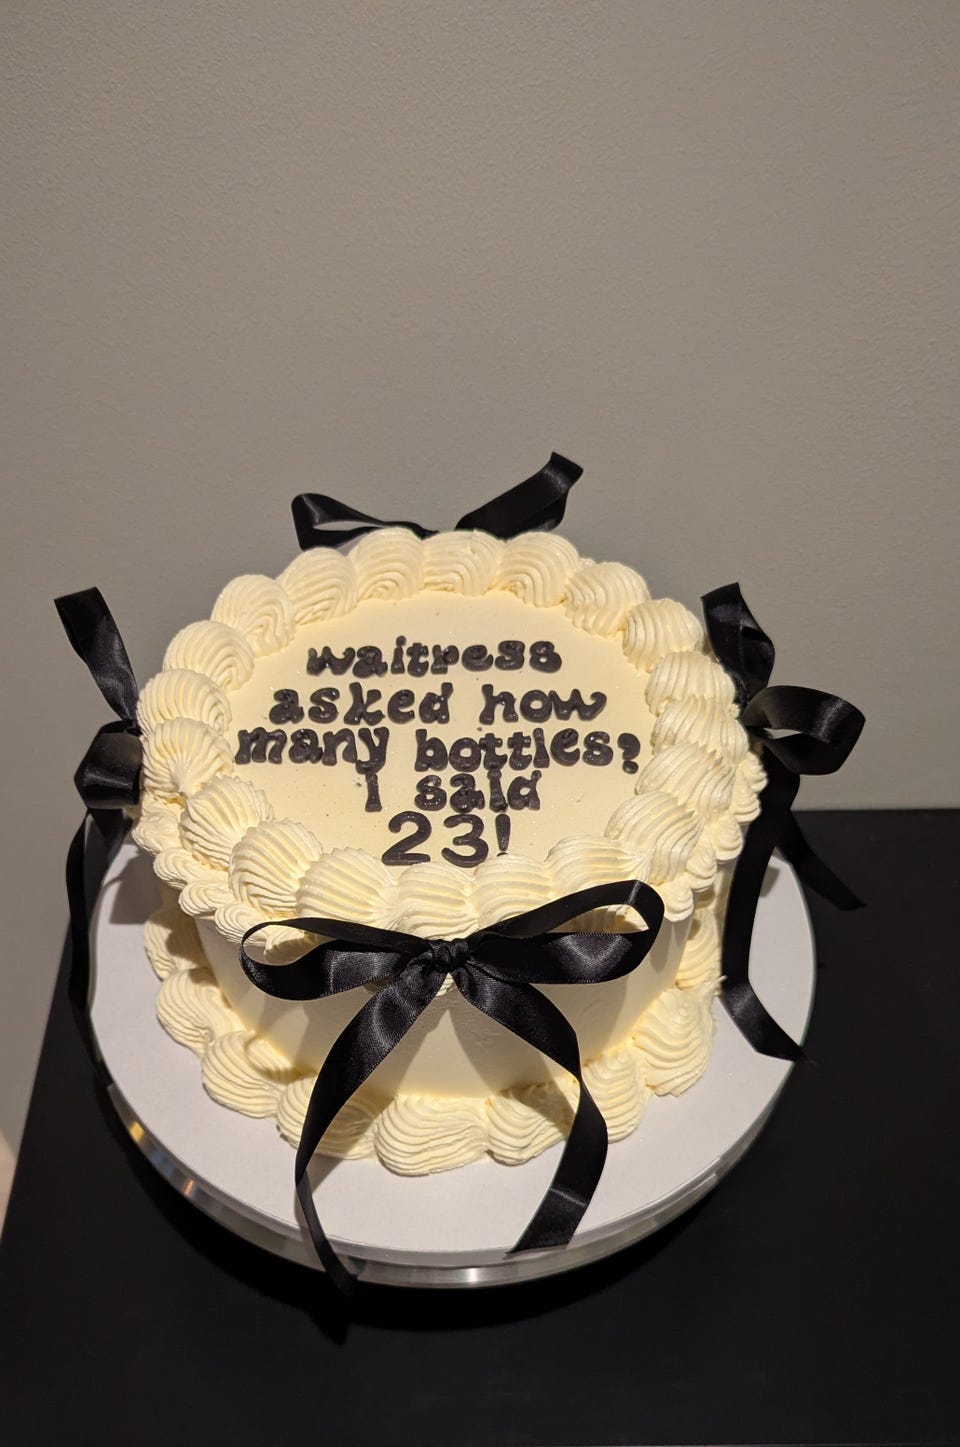 waitress
asked how
many bottles?
I said
23!